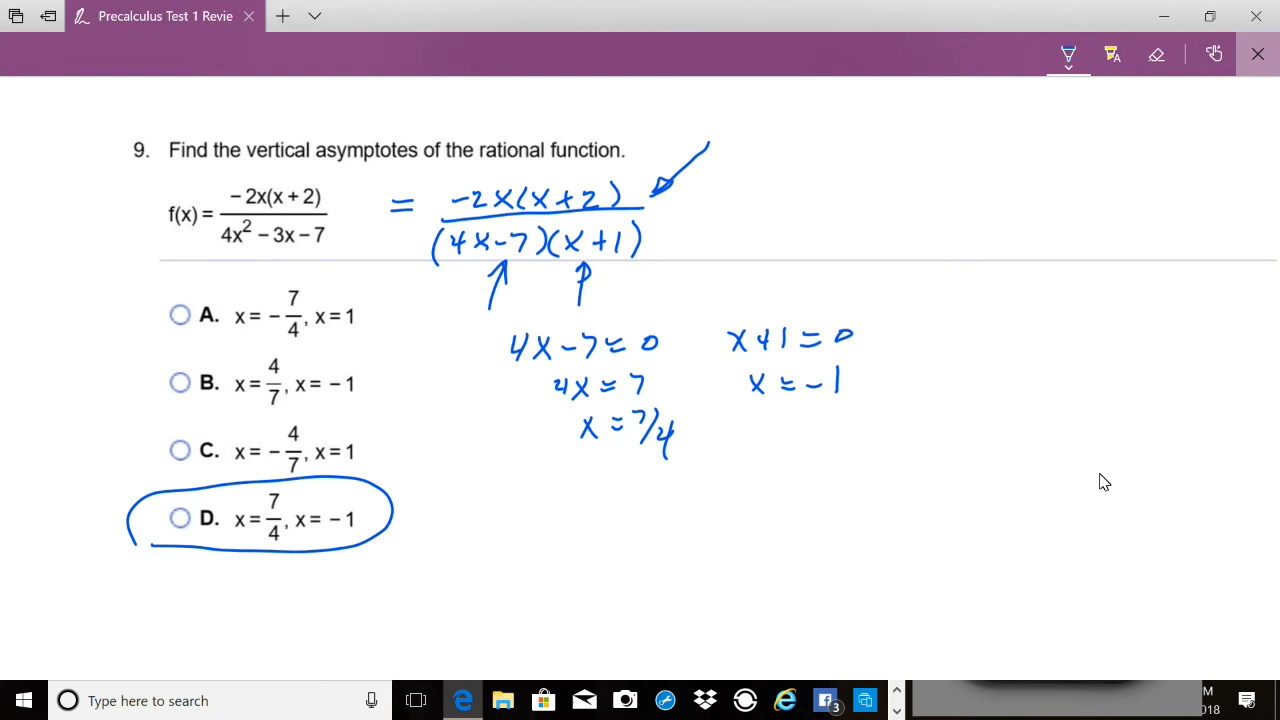 Precalculus Test 1 Revie
9. Find the vertical asymptotes of the rational function.
f(x) = -2x(x + 2) / 4x² - 3x - 7 = -2x(x+2) / (4x-7)(x+1)
A. x = - 7/4, x = 1
B. x = 4/7, x = - 1
C. x = - 4/7, x = 1
D. x = 7/4, x = - 1
4x - 7 = 0
4x = 7
x = 7/4
x + 1 = 0
x = -1
Type here to search
3
M
018